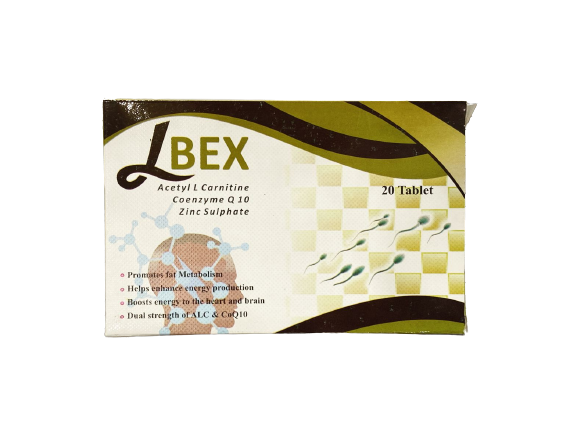 LBEX
Acetyl L Carnitine
Coenzyme Q 10
Zinc Sulphate
20 Tablet
Promotes fat Metabolism
Helps enhance energy production
Boosts energy to the heart and brain
Dual strength of ALC & CoQ10